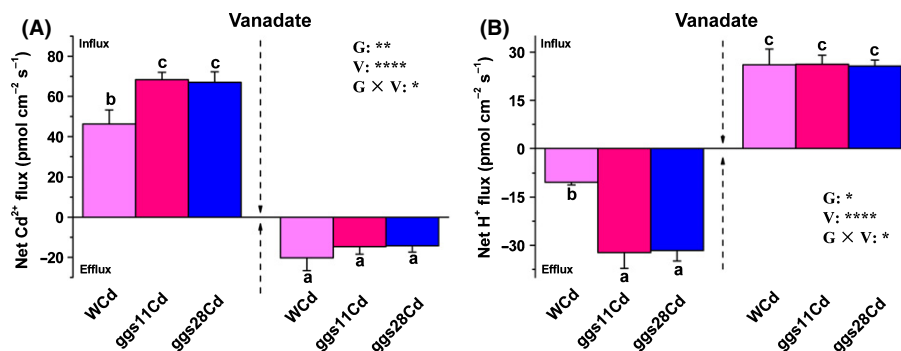 (A)
Vanadate
Net Cd²⁺ flux (pmol cm⁻² s⁻¹)
80
60
40
20
0
−20
Influx
Efflux
b
c
c
a
a
a
G: **
V: ****
G × V: *
WCd
ggs11Cd
ggs28Cd
WCd
ggs11Cd
ggs28Cd
(B)
Vanadate
Net H⁺ flux (pmol cm⁻² s⁻¹)
30
15
0
−15
−30
Influx
Efflux
b
a
a
c
c
c
G: *
V: ****
G × V: *
WCd
ggs11Cd
ggs28Cd
WCd
ggs11Cd
ggs28Cd